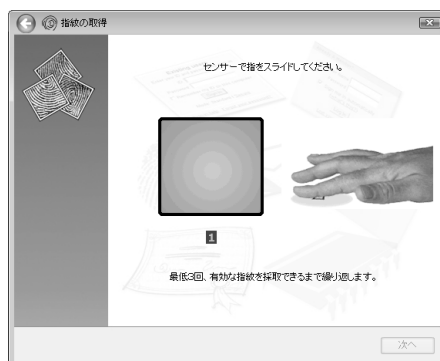 指紋の取得
センサーで指をスライドしてください。
1
最低3回、有効な指紋を採取できるまで繰り返します。
次へ